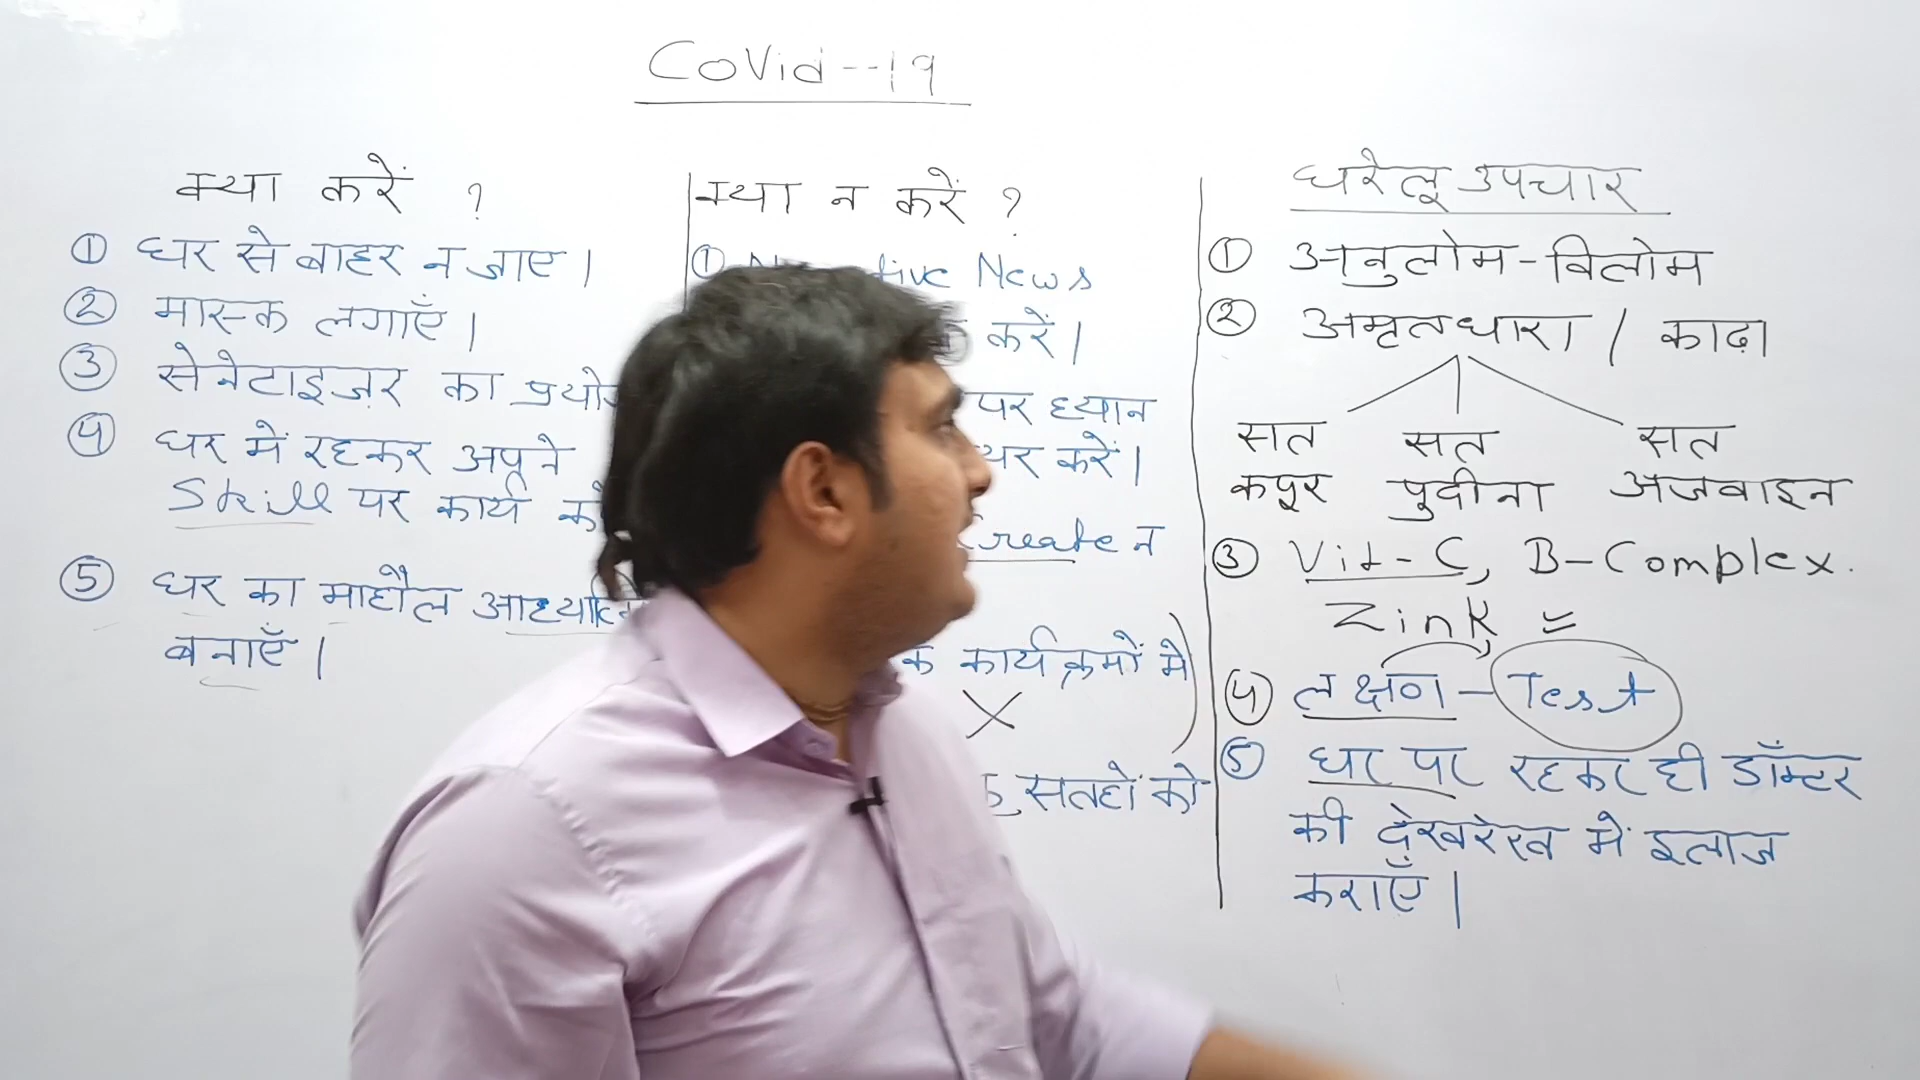 Covid--19
क्या करें ?
① घर से बाहर न जाए।
② मास्क लगाएँ।
③ सेनेटाइज़र का
④ घर में रहकर अपने
Skill पर कार्य
⑤ घर का माहौल
बनाएँ।
क्या न करें ?
① News
करें।
पर ध्यान
करें।
Create न
कार्यक्रमों में
X
सतहों को
घरेलू उपचार
① अनुलोम-विलोम
② अमृतधारा / काढ़ा
सत सत सत
कपूर पुदीना अजवाइन
③ Vit-C, B-Complex.
Zink
④ लक्षण - Test
⑤ घर पर रहकर ही डॉक्टर
की देखरेख में इलाज
कराएँ।